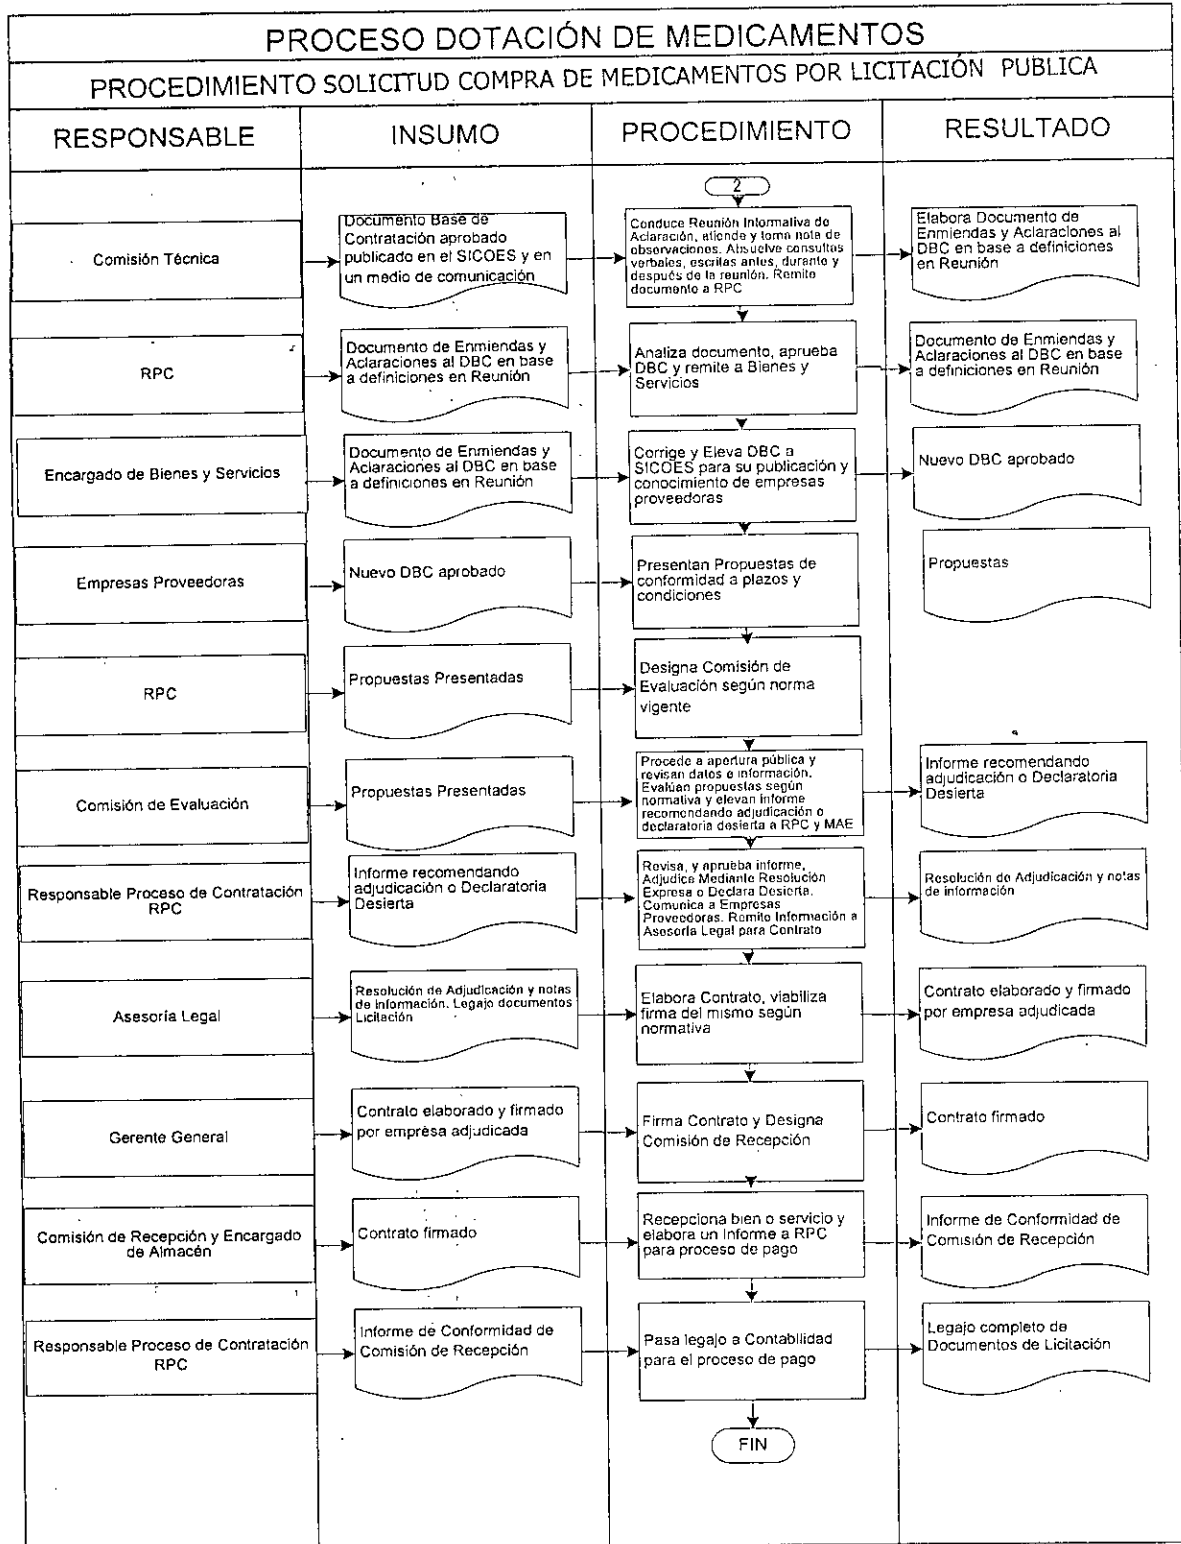 PROCESO DOTACIÓN DE MEDICAMENTOS
PROCEDIMIENTO SOLICITUD COMPRA DE MEDICAMENTOS POR LICITACIÓN PUBLICA
RESPONSABLE
INSUMO
PROCEDIMIENTO
RESULTADO
2
Comisión Técnica
Documento Base de
Contratación aprobado
publicado en el SICOES y en
un medio de comunicación
Conduce Reunión Informativa de
Aclaración, atiende y toma nota de
observaciones. Absuelve consultas
verbales, escritas antes, durante y
después de la reunión. Remite
documento a RPC
Elabora Documento de
Enmiendas y Aclaraciones al
DBC en base a definiciones
en Reunión
RPC
Documento de Enmiendas y
Aclaraciones al DBC en base
a definiciones en Reunión
Analiza documento, aprueba
DBC y remite a Bienes y
Servicios
Documento de Enmiendas y
Aclaraciones al DBC en base
a definiciones en Reunión
Encargado de Bienes y Servicios
Documento de Enmiendas y
Aclaraciones al DBC en base
a definiciones en Reunión
Corrige y Eleva DBC a
SICOES para su publicación y
conocimiento de empresas
proveedoras
Nuevo DBC aprobado
Empresas Proveedoras
Nuevo DBC aprobado
Presentan Propuestas de
conformidad a plazos y
condiciones
Propuestas
RPC
Propuestas Presentadas
Designa Comisión de
Evaluación según norma
vigente
Comisión de Evaluación
Propuestas Presentadas
Procede a apertura pública y
revisan datos e información.
Evalúan propuestas según
normativa y elevan informe
recomendando adjudicación o
declaratoria desierta a RPC y MAE
Informe recomendando
adjudicación o Declaratoria
Desierta
Responsable Proceso de Contratación
RPC
Informe recomendando
adjudicación o Declaratoria
Desierta
Revisa, y aprueba informe,
Adjudica Mediante Resolución
Expresa o Declara Desierta.
Comunica a Empresas
Proveedoras. Remite Información a
Asesoría Legal para Contrato
Resolución de Adjudicación y notas
de información
Asesoría Legal
Resolución de Adjudicación y notas
de información. Legajo documentos
Licitación
Elabora Contrato, viabiliza
firma del mismo según
normativa
Contrato elaborado y firmado
por empresa adjudicada
Gerente General
Contrato elaborado y firmado
por empresa adjudicada
Firma Contrato y Designa
Comisión de Recepción
Contrato firmado
Comisión de Recepción y Encargado
de Almacén
Contrato firmado
Recepciona bien o servicio y
elabora un Informe a RPC
para proceso de pago
Informe de Conformidad de
Comisión de Recepción
Responsable Proceso de Contratación
RPC
Informe de Conformidad de
Comisión de Recepción
Pasa legajo a Contabilidad
para el proceso de pago
Legajo completo de
Documentos de Licitación
FIN